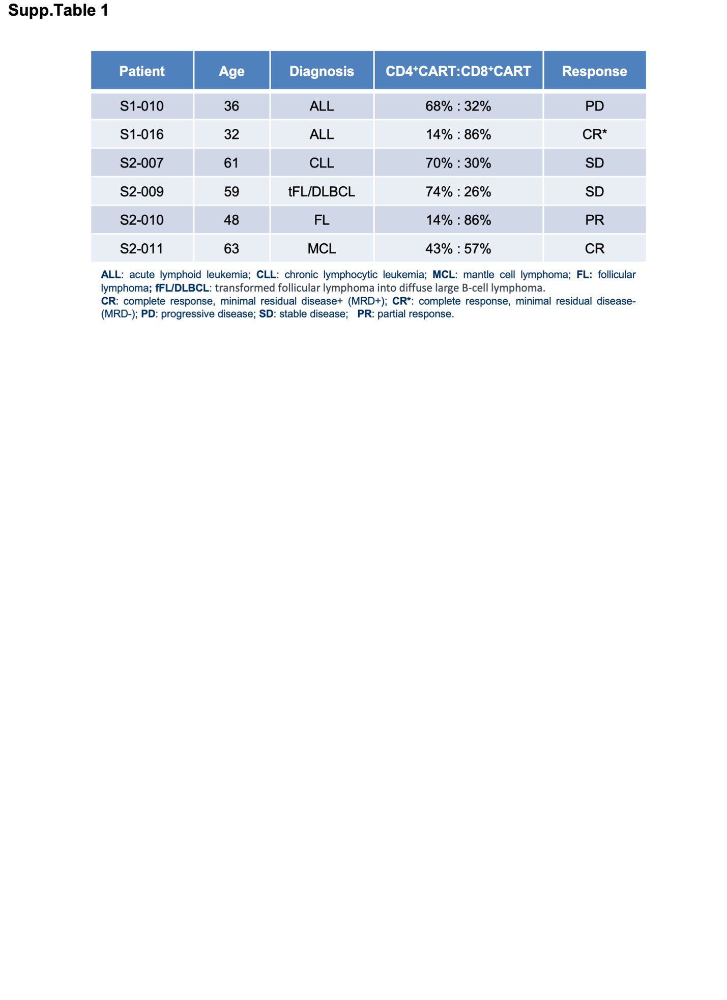 Supp.Table 1
Patient Age Diagnosis CD4⁺CART:CD8⁺CART Response
S1-010 36 ALL 68% : 32% PD
S1-016 32 ALL 14% : 86% CR*
S2-007 61 CLL 70% : 30% SD
S2-009 59 tFL/DLBCL 74% : 26% SD
S2-010 48 FL 14% : 86% PR
S2-011 63 MCL 43% : 57% CR
ALL: acute lymphoid leukemia; CLL: chronic lymphocytic leukemia; MCL: mantle cell lymphoma; FL: follicular
lymphoma; fFL/DLBCL: transformed follicular lymphoma into diffuse large B-cell lymphoma.
CR: complete response, minimal residual disease+ (MRD+); CR*: complete response, minimal residual disease-
(MRD-); PD: progressive disease; SD: stable disease; PR: partial response.